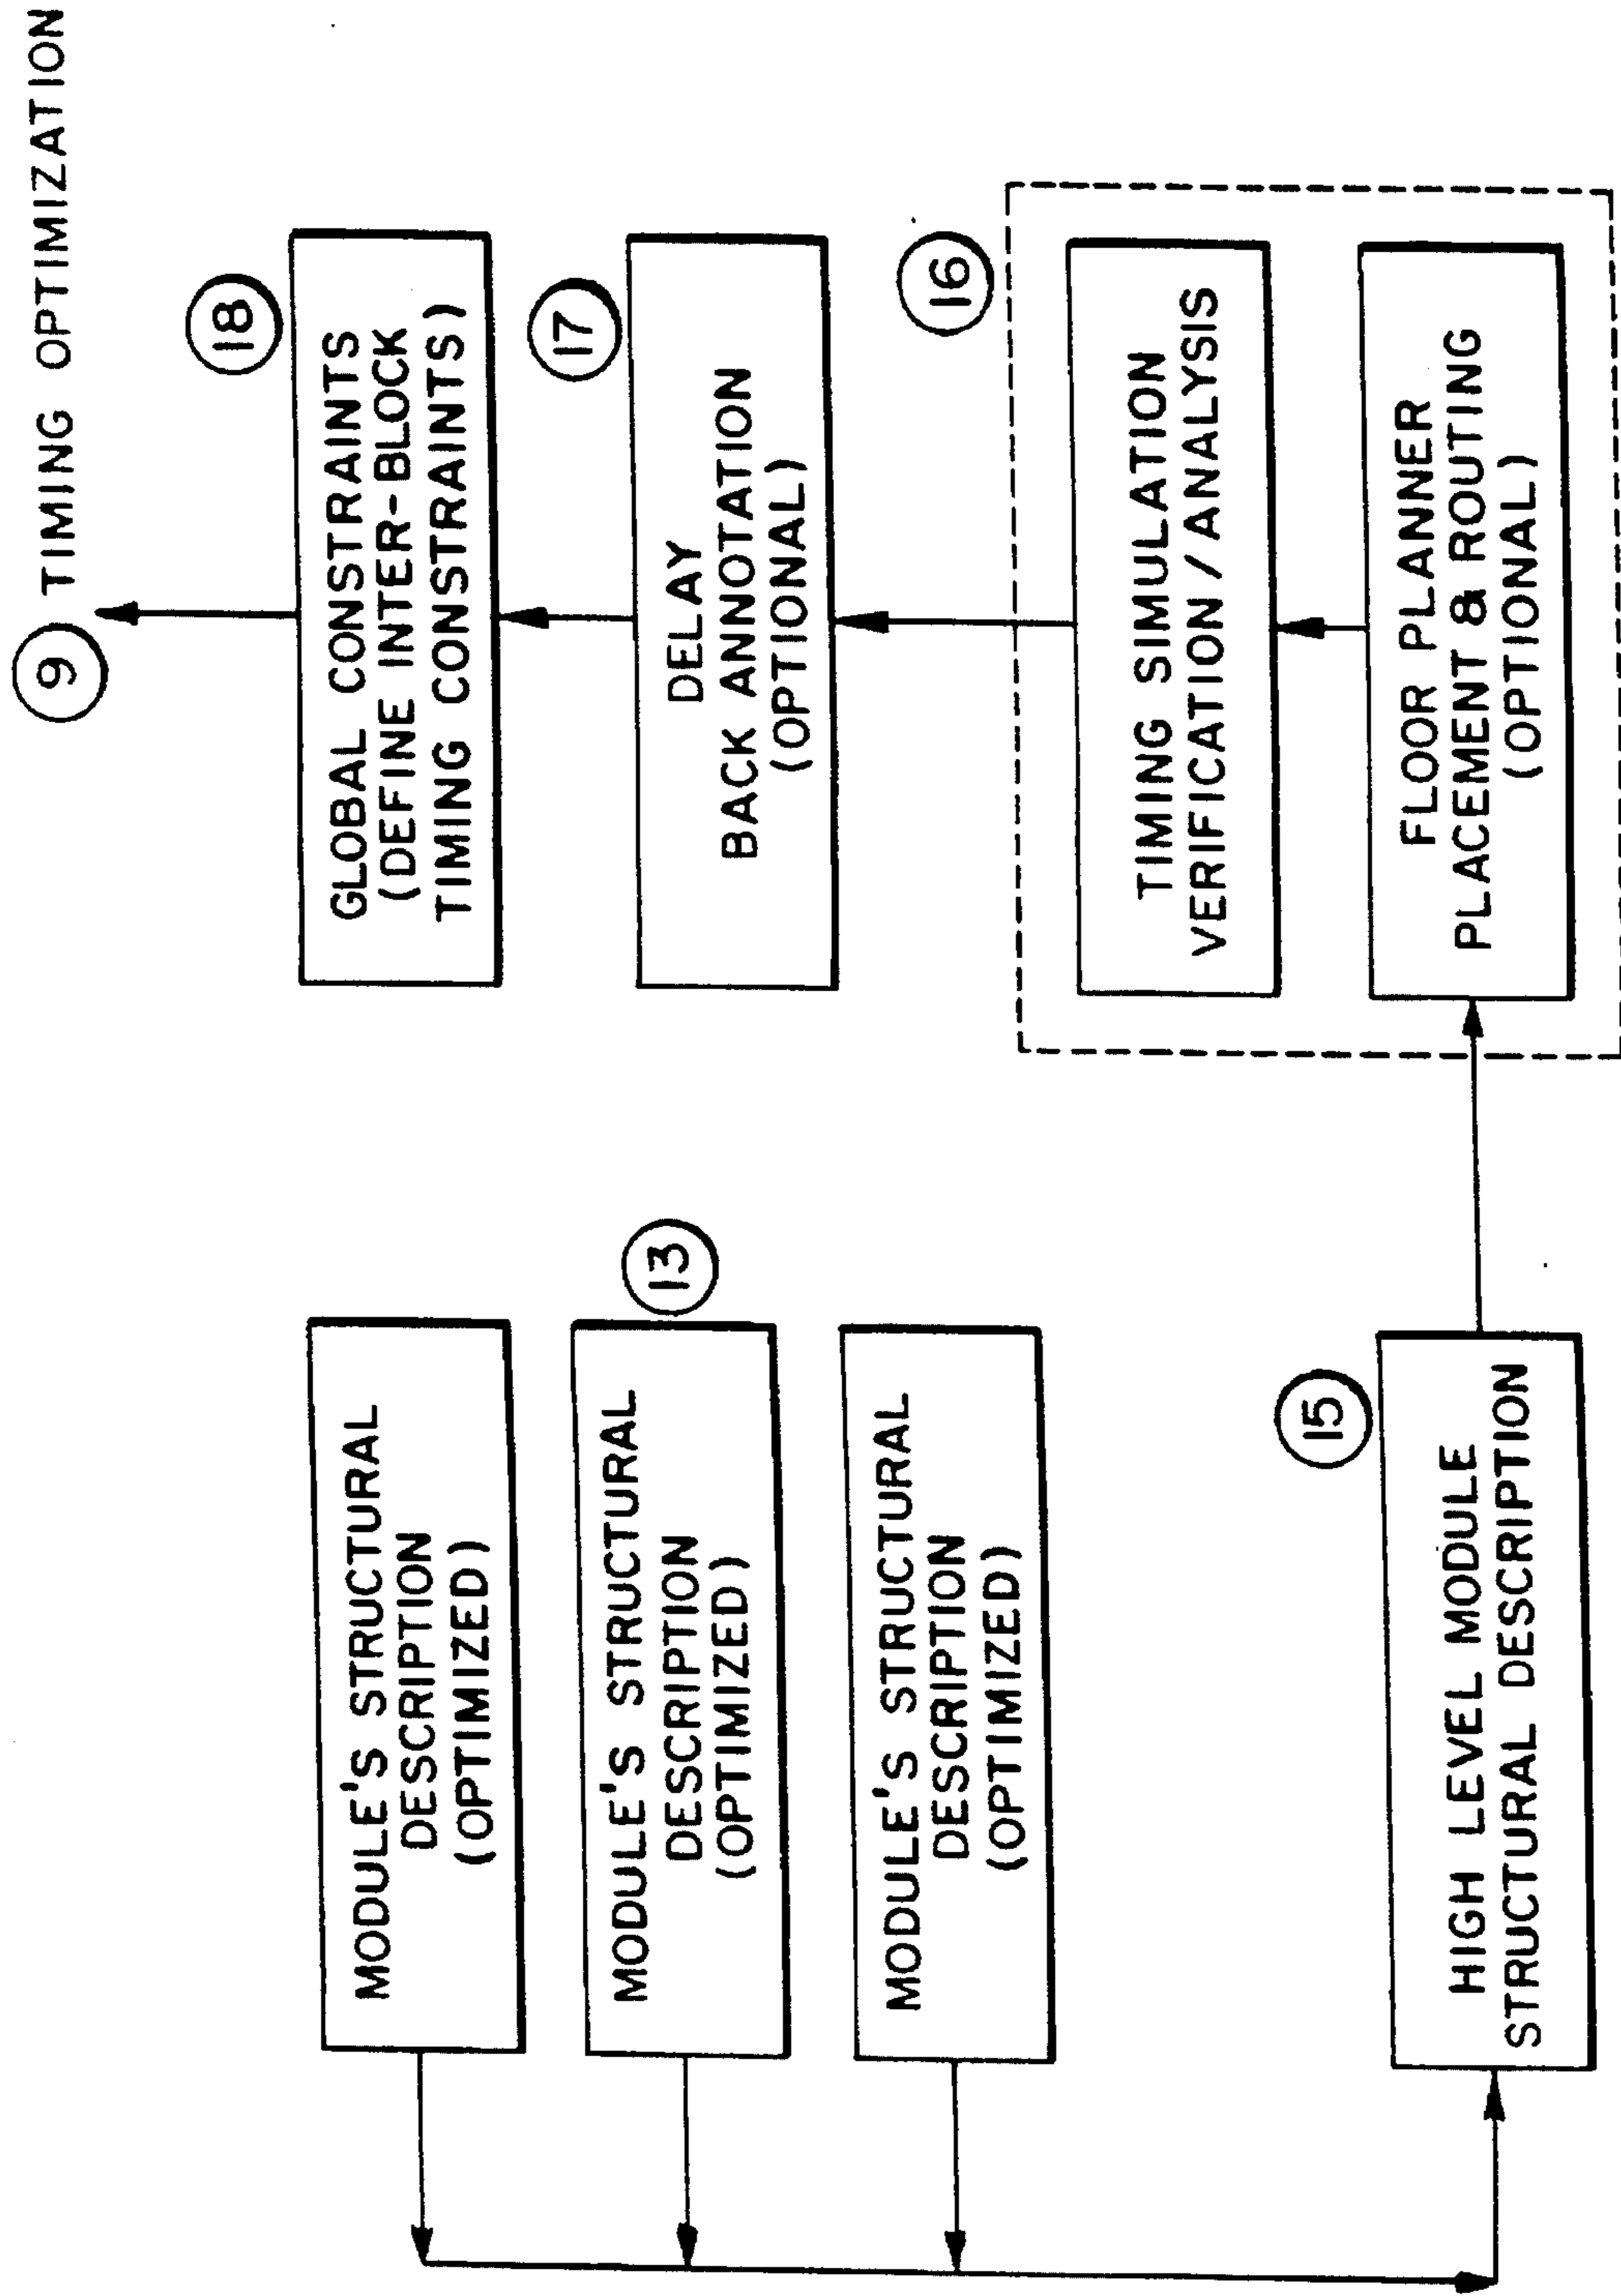 9 TIMING OPTIMIZATION
18
GLOBAL CONSTRAINTS
(DEFINE INTER-BLOCK
TIMING CONSTRAINTS)
17
DELAY
BACK ANNOTATION
(OPTIONAL)
16
TIMING SIMULATION
VERIFICATION / ANALYSIS
FLOOR PLANNER
PLACEMENT & ROUTING
(OPTIONAL)
MODULE'S STRUCTURAL
DESCRIPTION
(OPTIMIZED)
13
MODULE'S STRUCTURAL
DESCRIPTION
(OPTIMIZED)
MODULE'S STRUCTURAL
DESCRIPTION
(OPTIMIZED)
15
HIGH LEVEL MODULE
STRUCTURAL DESCRIPTION